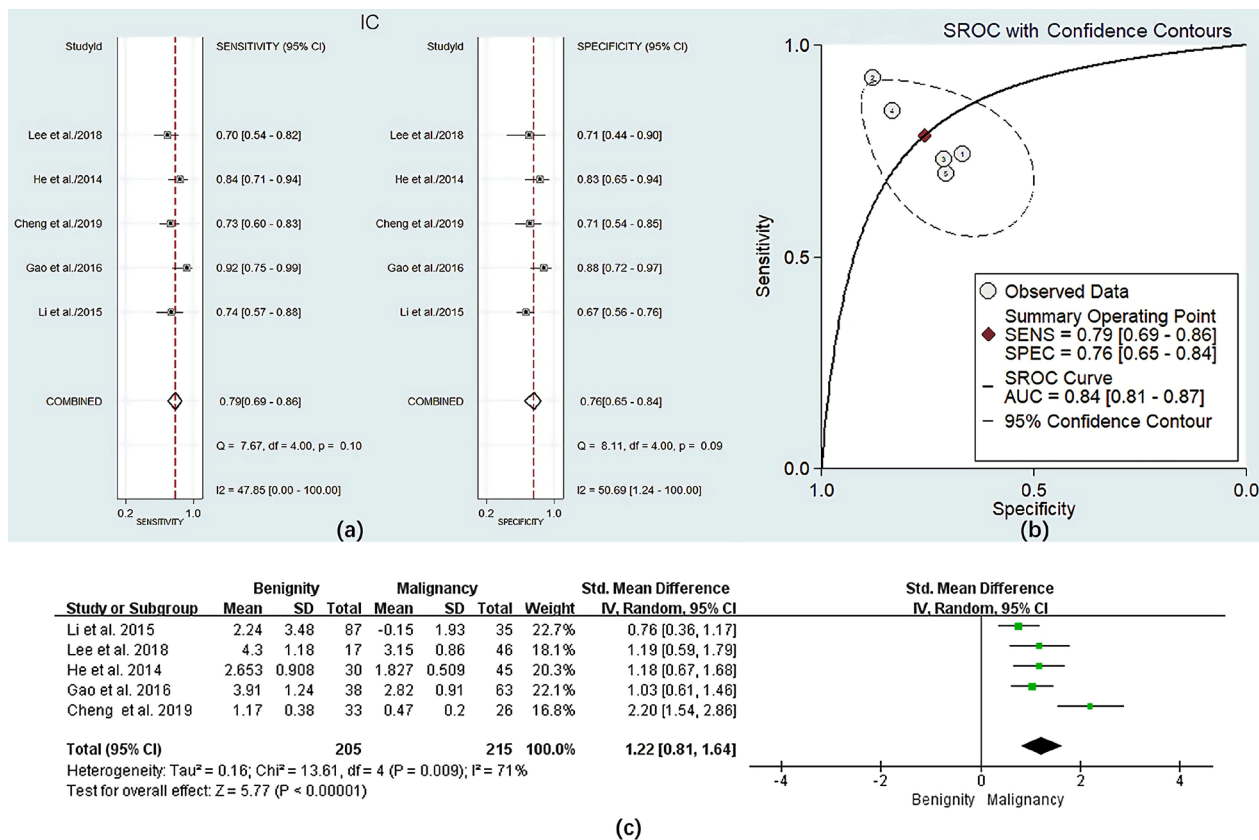 IC
StudyId SENSITIVITY (95% CI)
Lee et al./2018 0.70 [0.54 - 0.82]
He et al./2014 0.84 [0.71 - 0.94]
Cheng et al./2019 0.73 [0.60 - 0.83]
Gao et al./2016 0.92 [0.75 - 0.99]
Li et al./2015 0.74 [0.57 - 0.88]
COMBINED 0.79[0.69 - 0.86]
Q = 7.67, df = 4.00, p = 0.10
I2 = 47.85 [0.00 - 100.00]
0.2 1.0
SENSITIVITY
StudyId SPECIFICITY (95% CI)
Lee et al./2018 0.71 [0.44 - 0.90]
He et al./2014 0.83 [0.65 - 0.94]
Cheng et al./2019 0.71 [0.54 - 0.85]
Gao et al./2016 0.88 [0.72 - 0.97]
Li et al./2015 0.67 [0.56 - 0.76]
COMBINED 0.76[0.65 - 0.84]
Q = 8.11, df = 4.00, p = 0.09
I2 = 50.69 [1.24 - 100.00]
0.2 1.0
SPECIFICITY
(a)
SROC with Confidence Contours
1.0
0.5
0.0
Sensitivity
2
4
1
3
5
Observed Data
Summary Operating Point
SENS = 0.79 [0.69 - 0.86]
SPEC = 0.76 [0.65 - 0.84]
SROC Curve
AUC = 0.84 [0.81 - 0.87]
95% Confidence Contour
1.0 0.5 0.0
Specificity
(b)
Benignity Malignancy Std. Mean Difference Std. Mean Difference
Study or Subgroup Mean SD Total Mean SD Total Weight IV, Random, 95% CI IV, Random, 95% CI
Li et al. 2015 2.24 3.48 87 -0.15 1.93 35 22.7% 0.76 [0.36, 1.17]
Lee et al. 2018 4.3 1.18 17 3.15 0.86 46 18.1% 1.19 [0.59, 1.79]
He et al. 2014 2.653 0.908 30 1.827 0.509 45 20.3% 1.18 [0.67, 1.68]
Gao et al. 2016 3.91 1.24 38 2.82 0.91 63 22.1% 1.03 [0.61, 1.46]
Cheng et al. 2019 1.17 0.38 33 0.47 0.2 26 16.8% 2.20 [1.54, 2.86]
Total (95% CI) 205 215 100.0% 1.22 [0.81, 1.64]
Heterogeneity: Tau² = 0.16; Chi² = 13.61, df = 4 (P = 0.009); I² = 71%
Test for overall effect: Z = 5.77 (P < 0.00001)
-4 -2 0 2 4
Benignity Malignancy
(c)